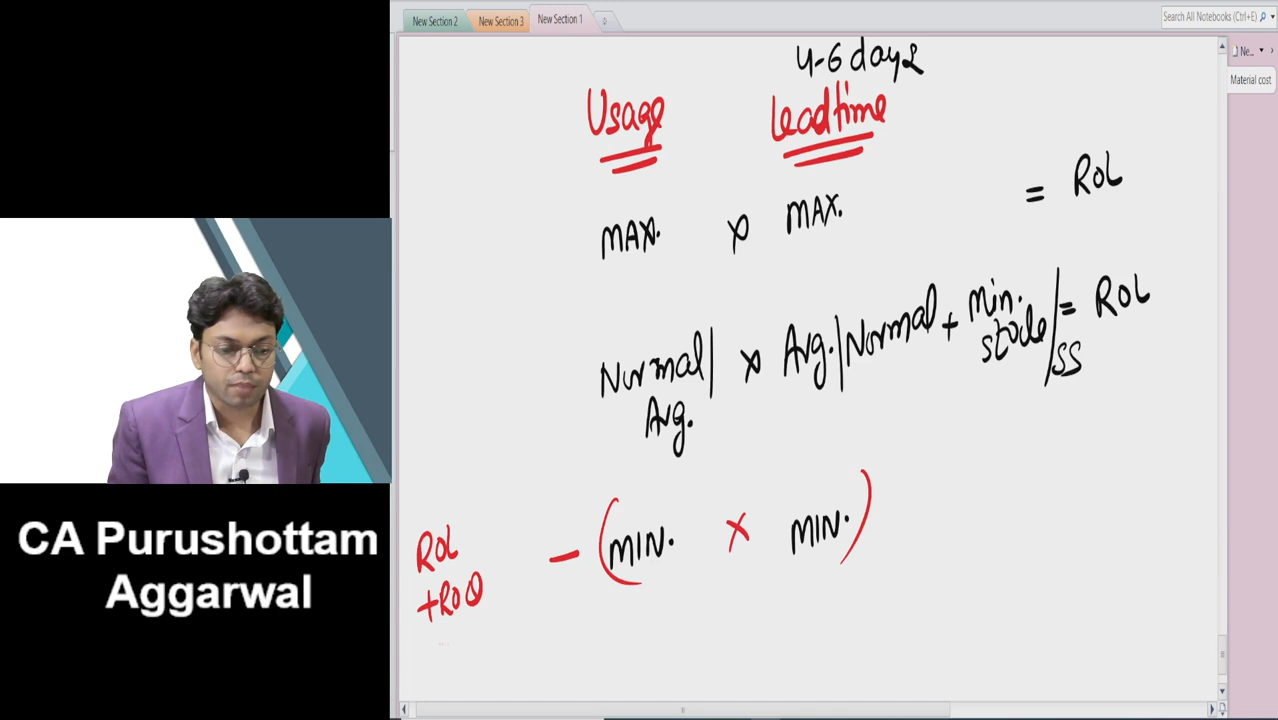 New Section 2
New Section 3
New Section 1
Search All Notebooks (Ctrl+E)
Ne...
Material cost
4-6 days
Usage Leadtime
MAX. x MAX. = ROL
Normal/ x Avg./Normal + Min. stock/ = ROL
Avg. SS
ROL - (MIN. x MIN.)
+ROQ
CA Purushottam
Aggarwal